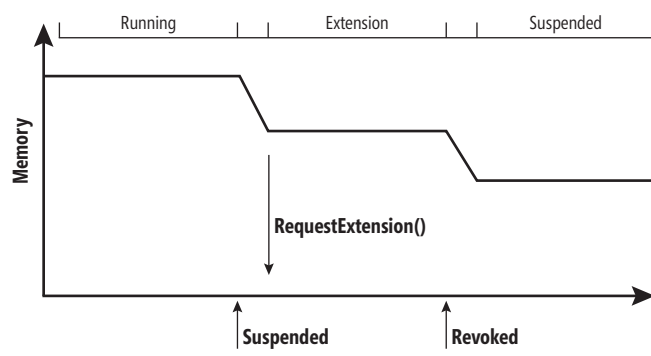 Running
Extension
Suspended
Memory
RequestExtension()
Suspended
Revoked